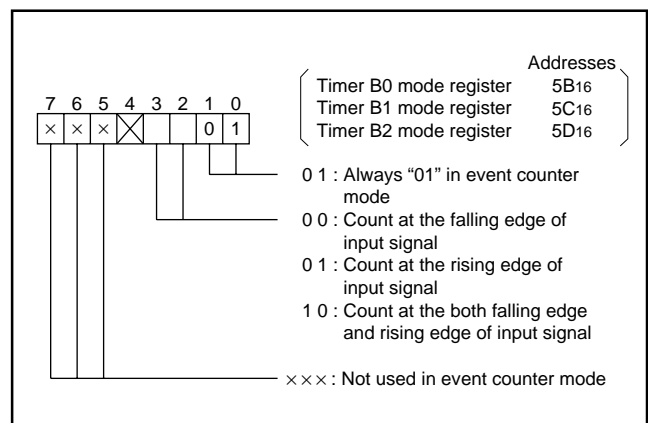 Addresses
Timer B0 mode register 5B16
Timer B1 mode register 5C16
Timer B2 mode register 5D16
7 6 5 4 3 2 1 0
× × × 0 1
0 1 : Always “01” in event counter
mode
0 0 : Count at the falling edge of
input signal
0 1 : Count at the rising edge of
input signal
1 0 : Count at the both falling edge
and rising edge of input signal
××× : Not used in event counter mode